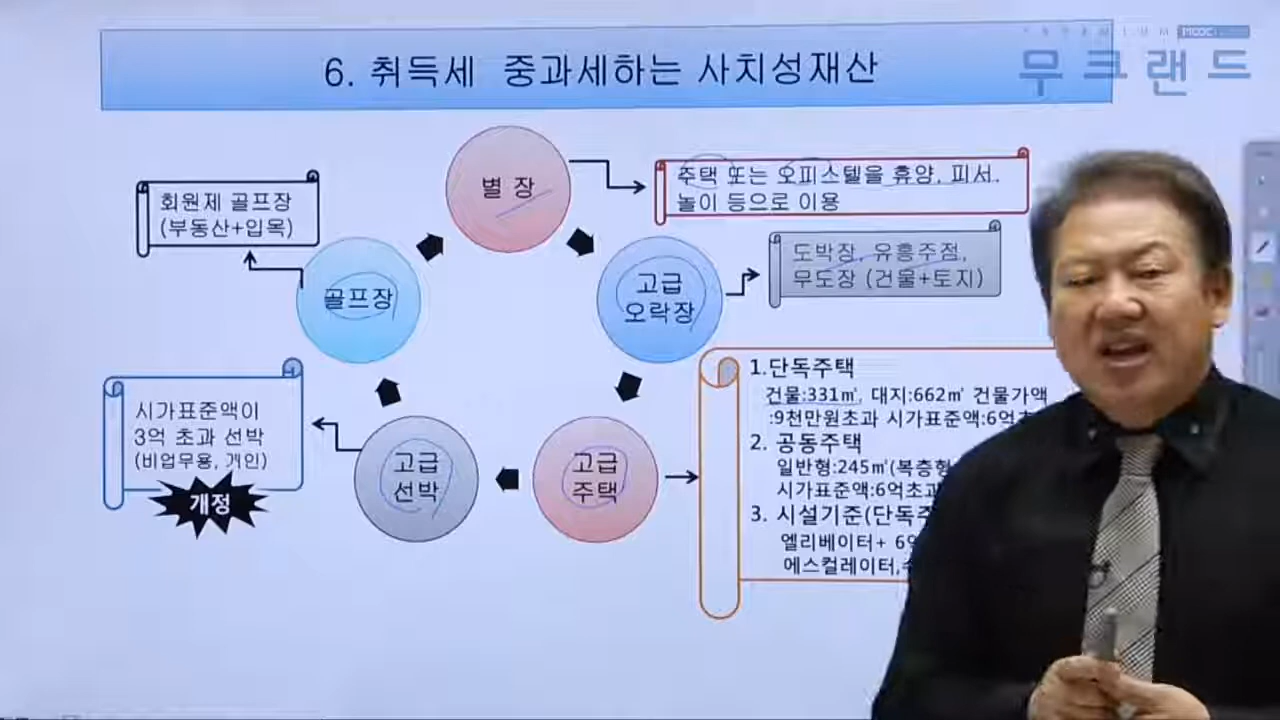 6. 취득세 중과세하는 사치성재산
PREMIUM MOOC
무크랜드
별 장
주택 또는 오피스텔을 휴양, 피서,
놀이 등으로 이용
고급
오락장
도박장, 유흥주점,
무도장 (건물+토지)
고급
주택
1.단독주택
건물:331㎡, 대지:662㎡ 건물가액
:9천만원초과 시가표준액:6억초
2. 공동주택
일반형:245㎡(복층형
시가표준액:6억초과
3. 시설기준(단독주
엘리베이터+ 6억
에스컬레이터,수
고급
선박
시가표준액이
3억 초과 선박
(비업무용, 개인)
개정
골프장
회원제 골프장
(부동산+입목)